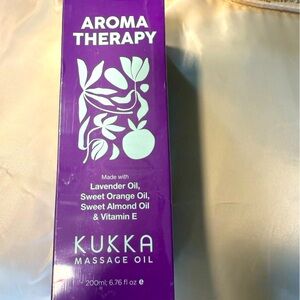 AROMA
THERAPY
Made with
Lavender Oil,
Sweet Orange Oil,
Sweet Almond Oil
& Vitamin E
KUKKA
MASSAGE OIL
200ml; 6.76 fl oz e